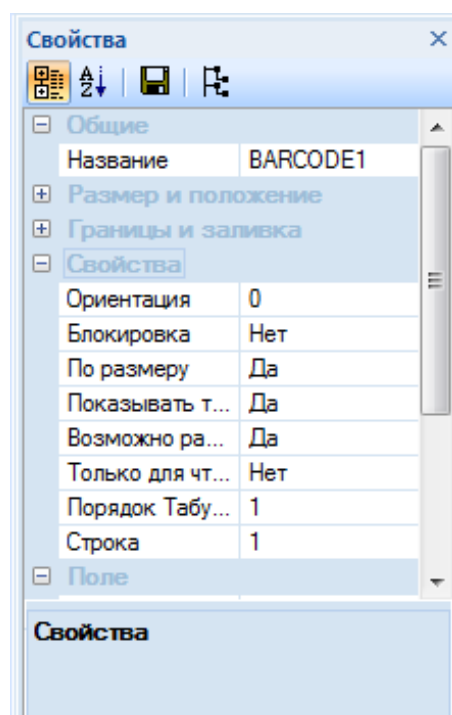 Свойства
Общие
Название BARCODE1
Размер и положение
Границы и заливка
Свойства
Ориентация 0
Блокировка Нет
По размеру Да
Показывать т... Да
Возможно ра... Да
Только для чт... Нет
Порядок Табу... 1
Строка 1
Поле
Свойства